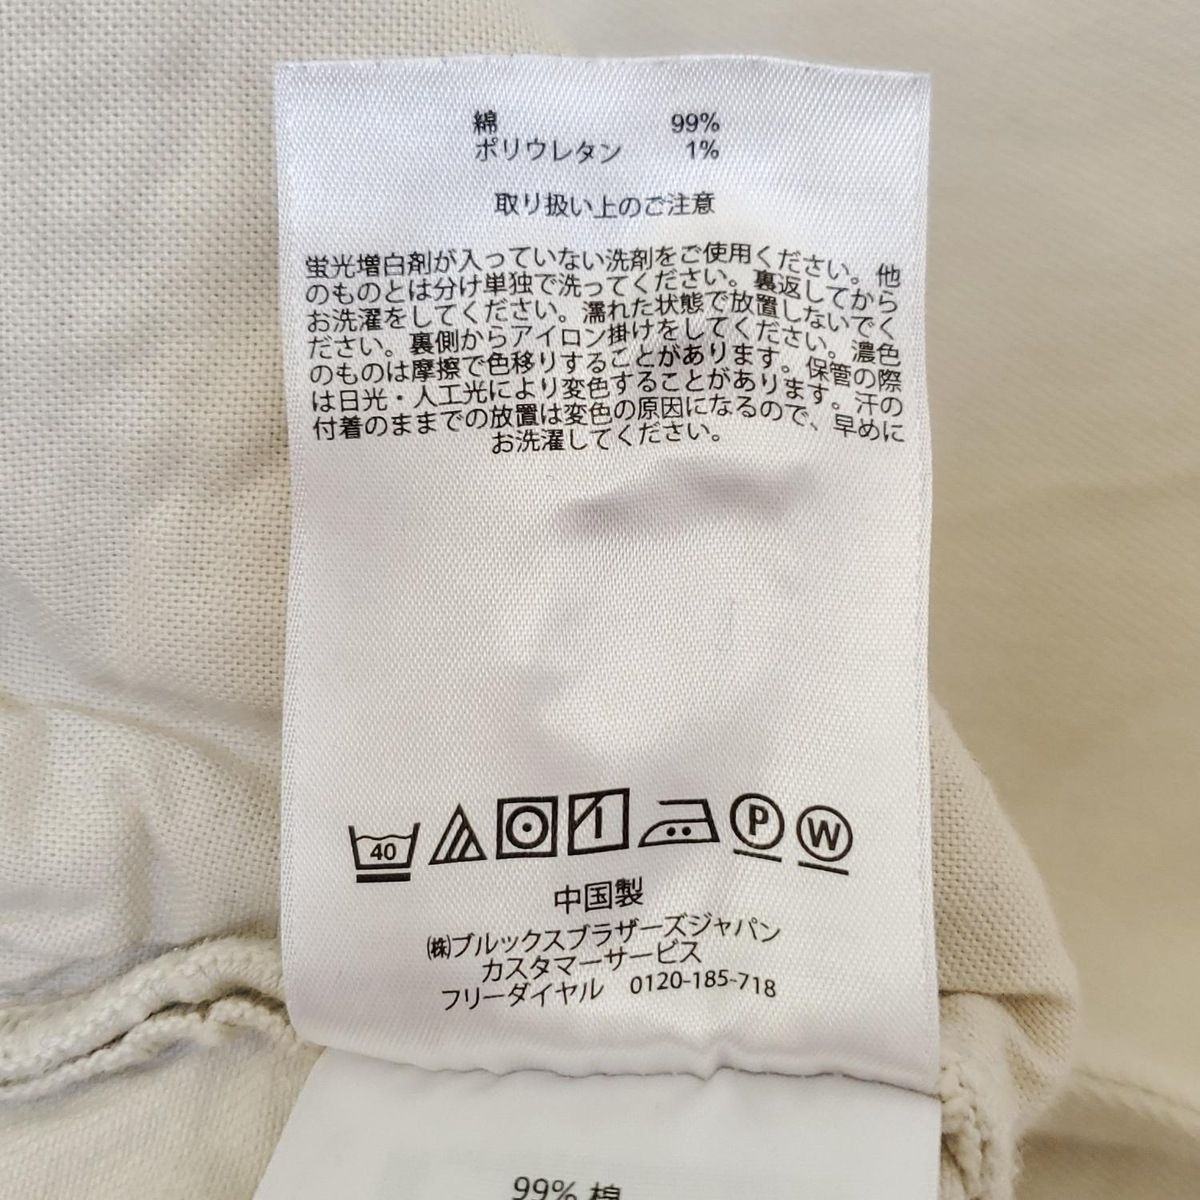 綿 99%
ポリウレタン 1%
取り扱い上のご注意
蛍光増白剤が入っていない洗剤をご使用ください。他
のものとは分け単独で洗ってください。裏返してから
お洗濯をしてください。濡れた状態で放置しないでく
ださい。裏側からアイロン掛けをしてください。濃色
のものは摩擦で色移りすることがあります。保管の際
は日光・人工光により変色することがあります。汗の
付着のままでの放置は変色の原因になるので、早めに
お洗濯してください。
40 P W
中国製
㈱ブルックスブラザーズジャパン
カスタマーサービス
フリーダイヤル 0120-185-718
99% 棉